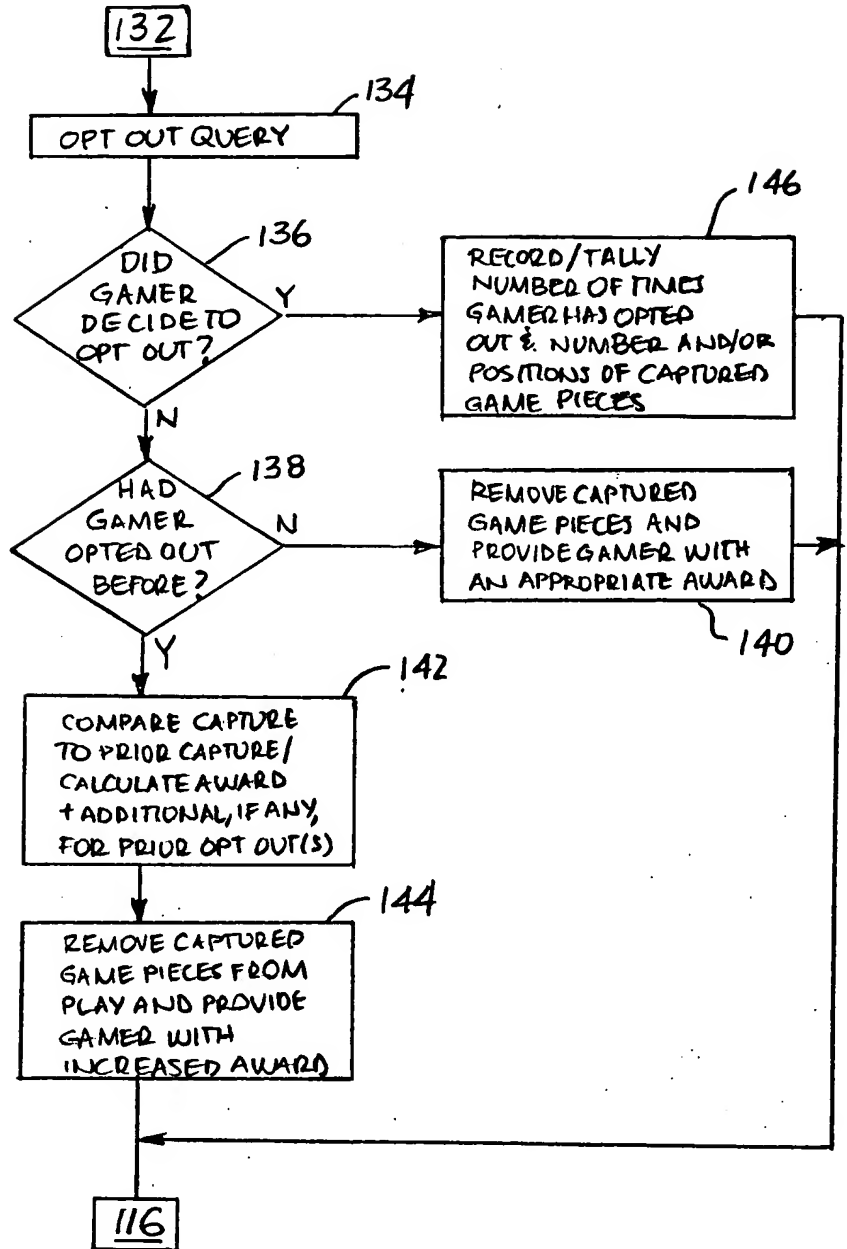 132
134
OPT OUT QUERY
136
DID
GAMER
DECIDE TO
OPT OUT?
Y
N
146
RECORD/TALLY
NUMBER OF TIMES
GAMER HAS OPTED
OUT & NUMBER AND/OR
POSITIONS OF CAPTURED
GAME PIECES
138
HAD
GAMER
OPTED OUT
BEFORE?
N
Y
REMOVE CAPTURED
GAME PIECES AND
PROVIDE GAMER WITH
AN APPROPRIATE AWARD
140
142
COMPARE CAPTURE
TO PRIOR CAPTURE/
CALCULATE AWARD
+ ADDITIONAL, IF ANY,
FOR PRIOR OPT OUT(S)
144
REMOVE CAPTURED
GAME PIECES FROM
PLAY AND PROVIDE
GAMER WITH
INCREASED AWARD
116